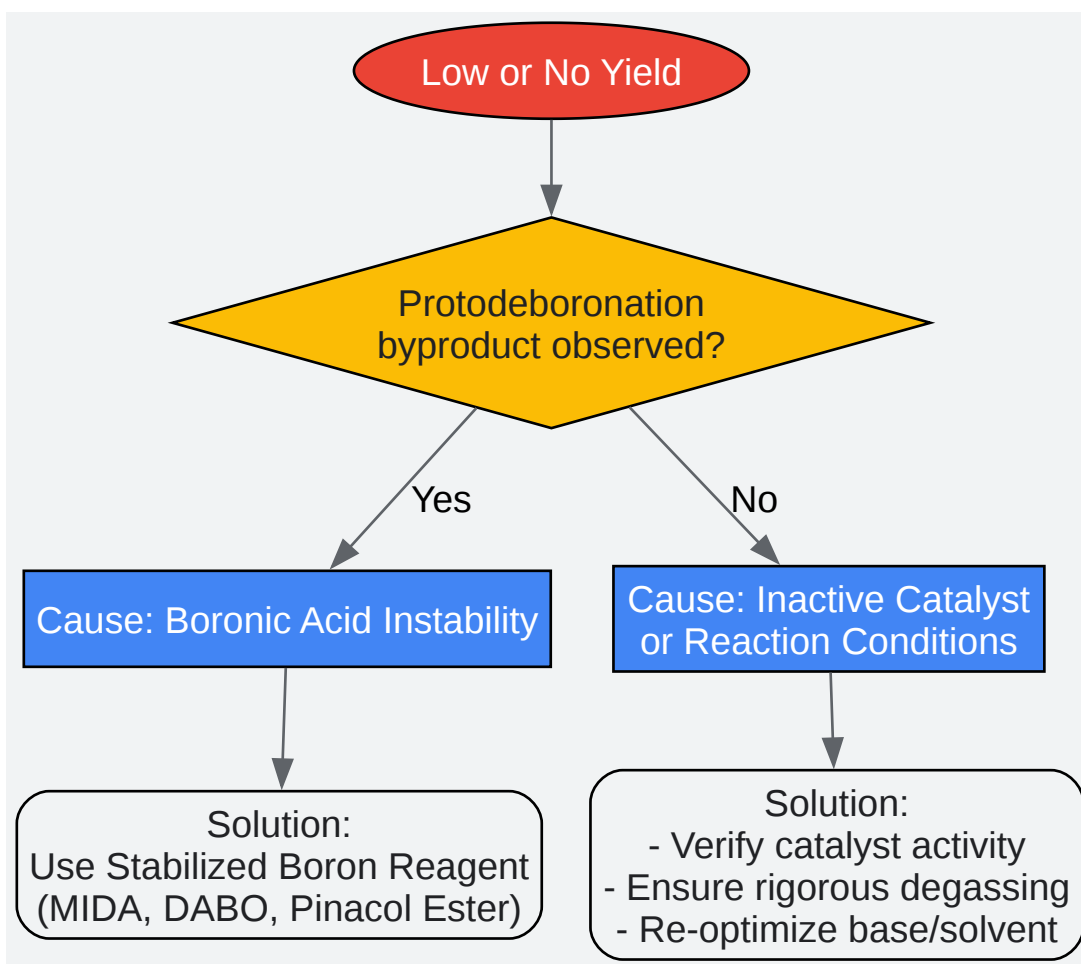 Low or No Yield
Protodeboronation
byproduct observed?
Yes
No
Cause: Boronic Acid Instability
Cause: Inactive Catalyst
or Reaction Conditions
Solution:
Use Stabilized Boron Reagent
(MIDA, DABO, Pinacol Ester)
Solution:
- Verify catalyst activity
- Ensure rigorous degassing
- Re-optimize base/solvent